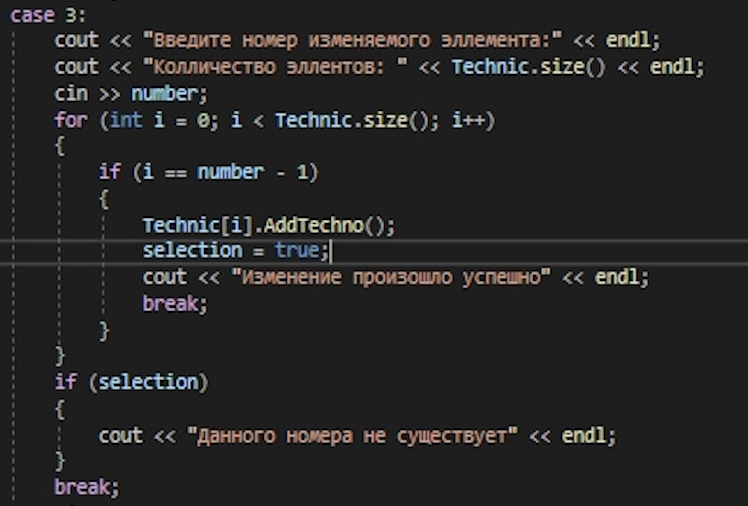 case 3:
cout << "Введите номер изменяемого эллемента:" << endl;
cout << "Колличество эллентов: " << Technic.size() << endl;
cin >> number;
for (int i = 0; i < Technic.size(); i++)
{
if (i == number - 1)
{
Technic[i].AddTechno();
selection = true;
cout << "Изменение произошло успешно" << endl;
break;
}
}
if (selection)
{
cout << "Данного номера не существует" << endl;
}
break;